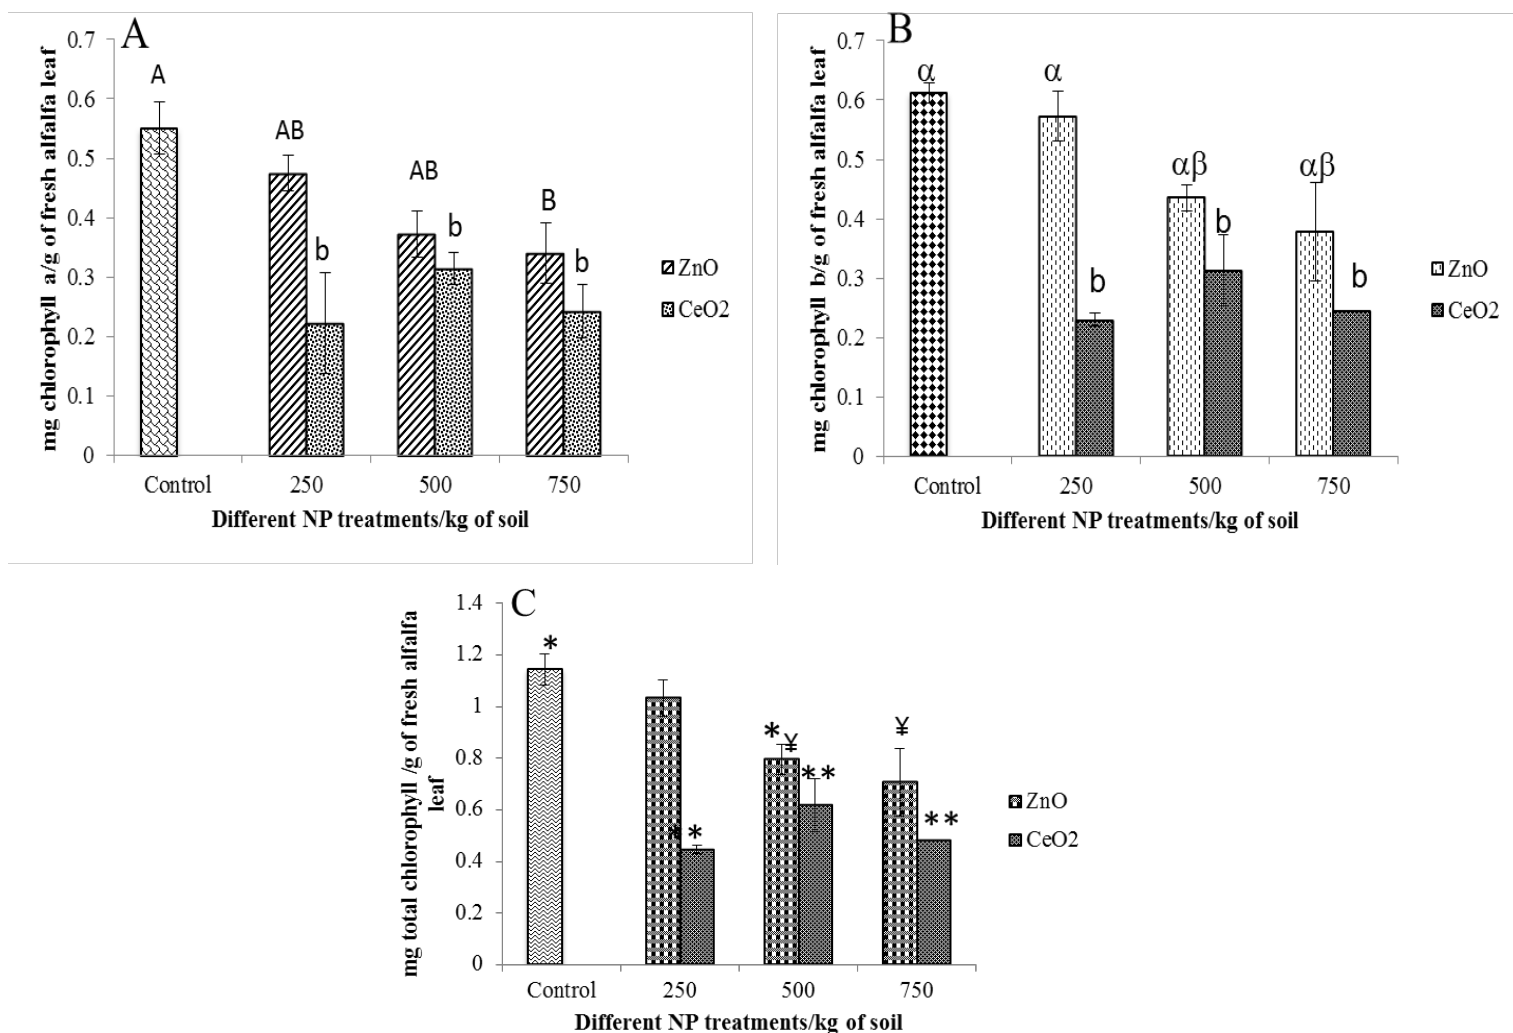 A
mg chlorophyll a/g of fresh alfalfa leaf
0.7
0.6
0.5
0.4
0.3
0.2
0.1
0
A
AB
b
AB
b
B
b
Control
250
500
750
Different NP treatments/kg of soil
ZnO
CeO2
B
mg chlorophyll b/g of fresh alfalfa leaf
0.7
0.6
0.5
0.4
0.3
0.2
0.1
0
α
α
b
αβ
b
αβ
b
Control
250
500
750
Different NP treatments/kg of soil
ZnO
CeO2
C
mg total chlorophyll /g of fresh alfalfa
leaf
1.4
1.2
1
0.8
0.6
0.4
0.2
0
*
**
*¥
**
¥
**
Control
250
500
750
Different NP treatments/kg of soil
ZnO
CeO2